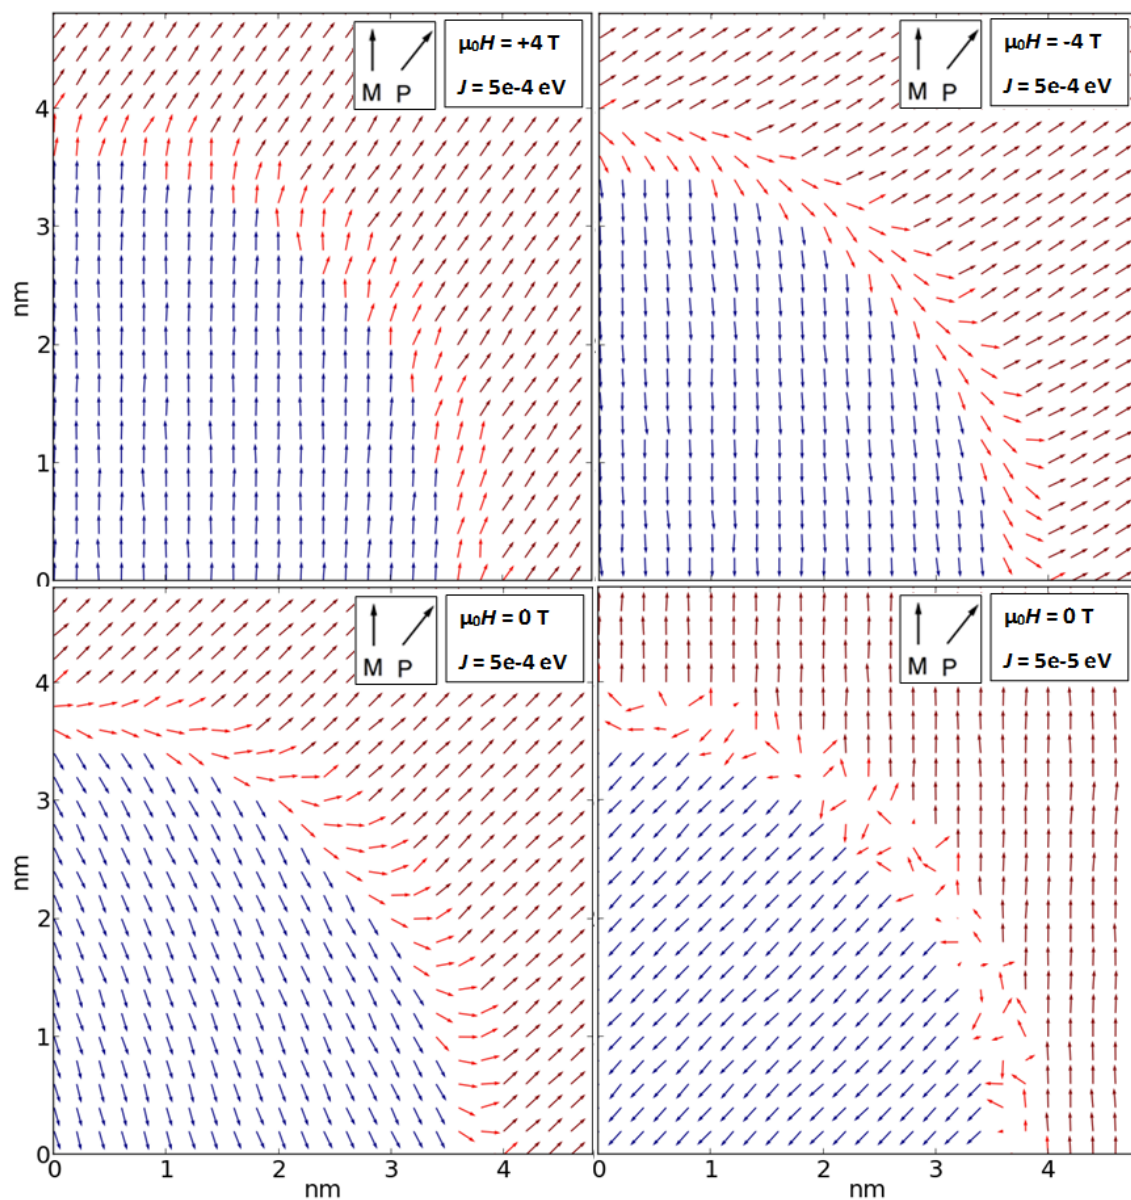 M P
μ₀H = +4 T
J = 5e-4 eV
M P
μ₀H = -4 T
J = 5e-4 eV
4
3
2
1
0
nm
M P
μ₀H = 0 T
J = 5e-4 eV
M P
μ₀H = 0 T
J = 5e-5 eV
4
3
2
1
0
nm
0 1 2 3 4
1 2 3 4
nm
nm